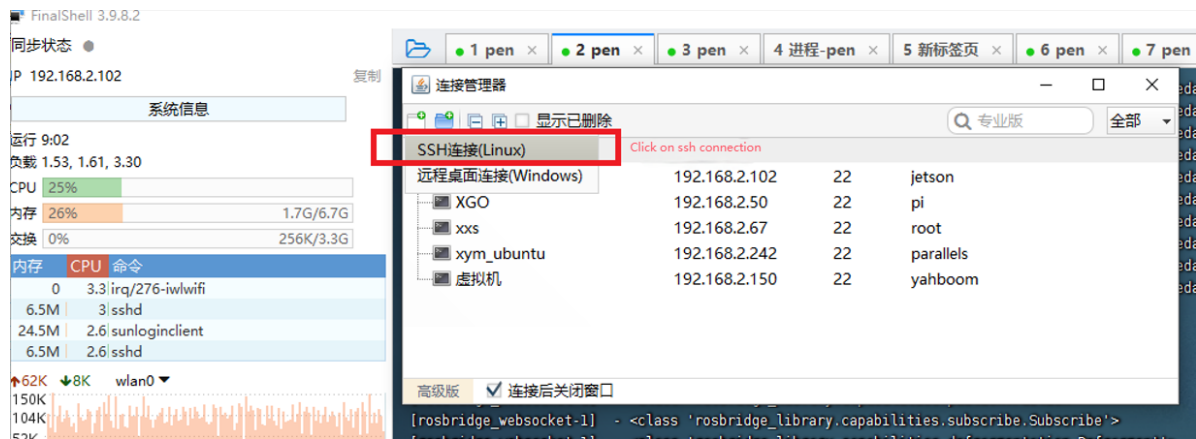 FinalShell 3.9.8.2
同步状态
IP 192.168.2.102 复制
系统信息
运行 9:02
负载 1.53, 1.61, 3.30
CPU 25%
内存 26% 1.7G/6.7G
交换 0% 256K/3.3G
内存 CPU 命令
0 3.3 irq/276-iwlwifi
6.5M 3 sshd
24.5M 2.6 sunloginclient
6.5M 2.6 sshd
62K 8K wlan0
150K
104K
52K
1 pen × 2 pen × 3 pen × 4 进程-pen × 5 新标签页 × 6 pen × 7 pen
连接管理器
显示已删除 专业版 全部
SSH连接(Linux) Click on ssh connection
远程桌面连接(Windows) 192.168.2.102 22 jetson
XGO 192.168.2.50 22 pi
xxs 192.168.2.67 22 root
xym_ubuntu 192.168.2.242 22 parallels
虚拟机 192.168.2.150 22 yahboom
高级版 连接后关闭窗口
[rosbridge_websocket-1] - <class 'rosbridge_library.capabilities.subscribe.Subscribe'>